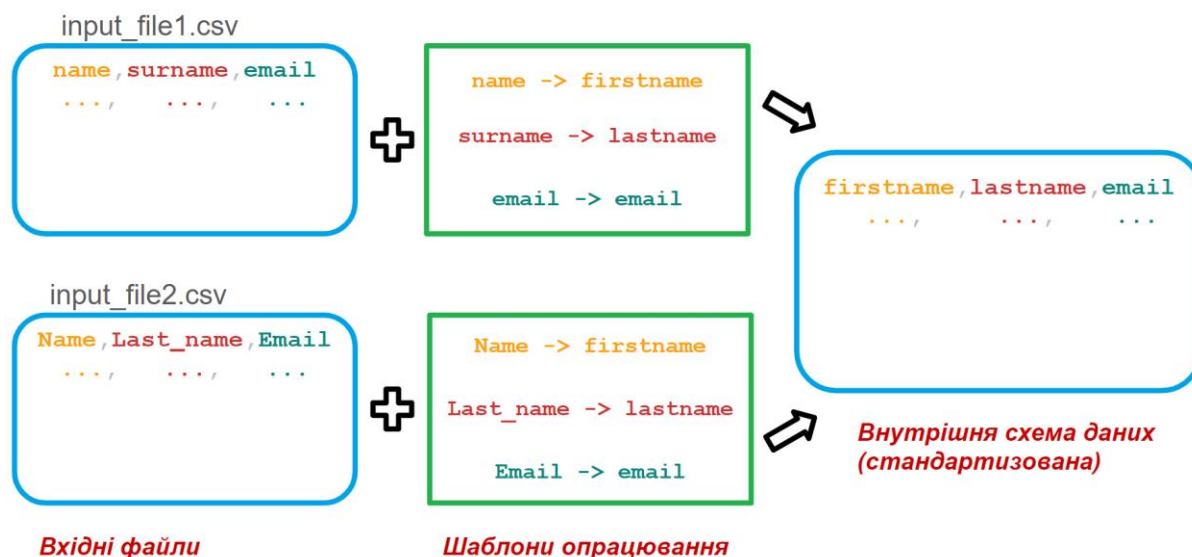 input_file1.csv
name,surname,email
..., ..., ...
name -> firstname
surname -> lastname
email -> email
input_file2.csv
Name,Last_name,Email
..., ..., ...
Name -> firstname
Last_name -> lastname
Email -> email
firstname,lastname,email
..., ..., ...
Внутрішня схема даних
(стандартизована)
Вхідні файли
Шаблони опрацювання